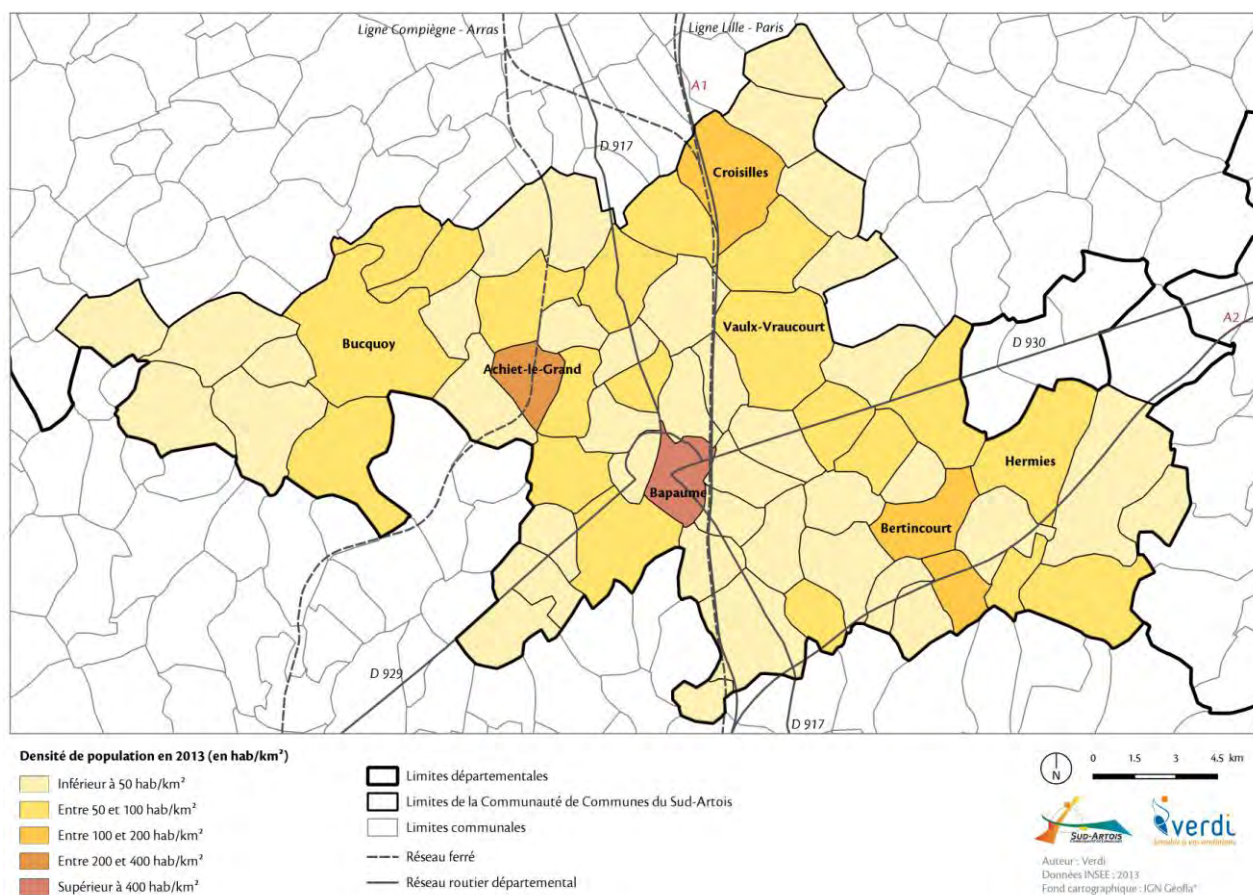 Ligne Compiègne - Arras
Ligne Lille - Paris
A1
D 917
Croisilles
Vaulx-Vraucourt
A2
D 930
Bucquoy
Achiet-le-Grand
Hermies
Bapaume
Bertincourt
D 929
D 917
Densité de population en 2013 (en hab/km²)
Inférieur à 50 hab/km²
Entre 50 et 100 hab/km²
Entre 100 et 200 hab/km²
Entre 200 et 400 hab/km²
Supérieur à 400 hab/km²
Limites départementales
Limites de la Communauté de Communes du Sud-Artois
Limites communales
Réseau ferré
Réseau routier départemental
N
0 1.5 3 4.5 km
SUD-ARTOIS
verdi
Auteur : Verdi
Données INSEE : 2013
Fond cartographique : IGN Géofla®